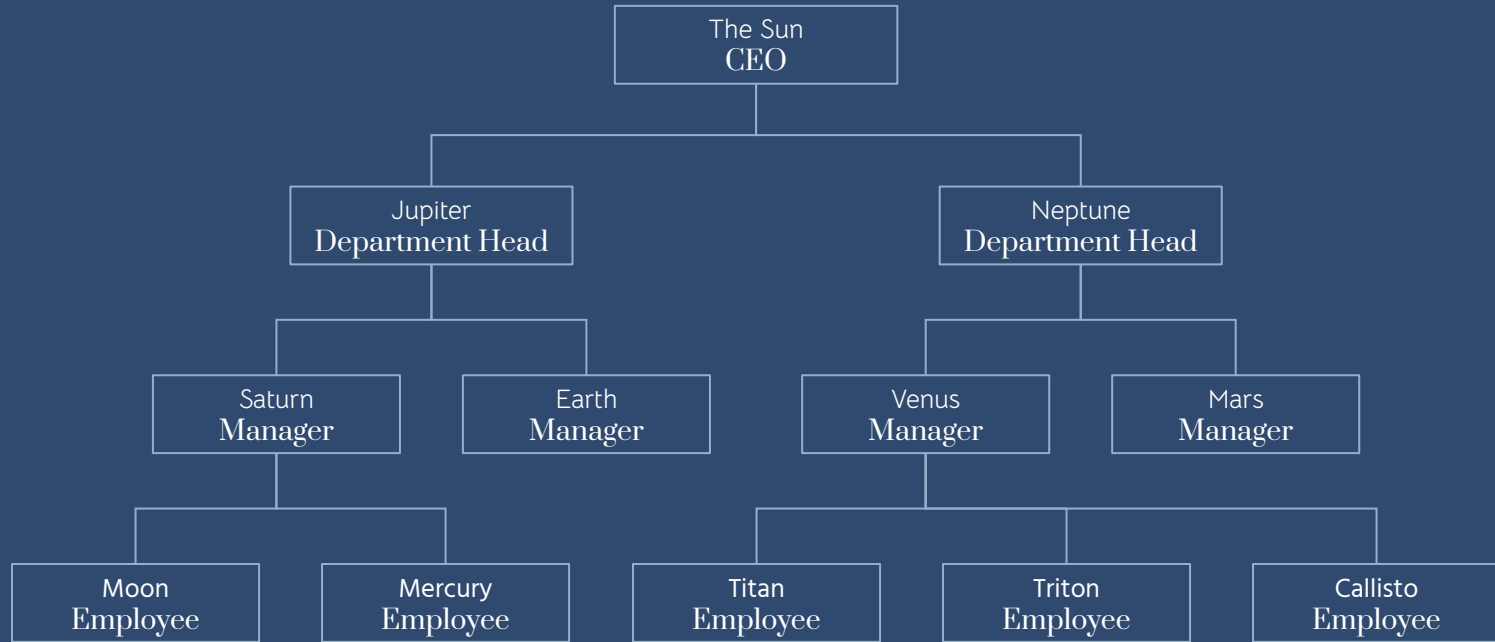 The Sun
CEO
Jupiter
Department Head
Neptune
Department Head
Saturn
Manager
Earth
Manager
Venus
Manager
Mars
Manager
Moon
Employee
Mercury
Employee
Titan
Employee
Triton
Employee
Callisto
Employee